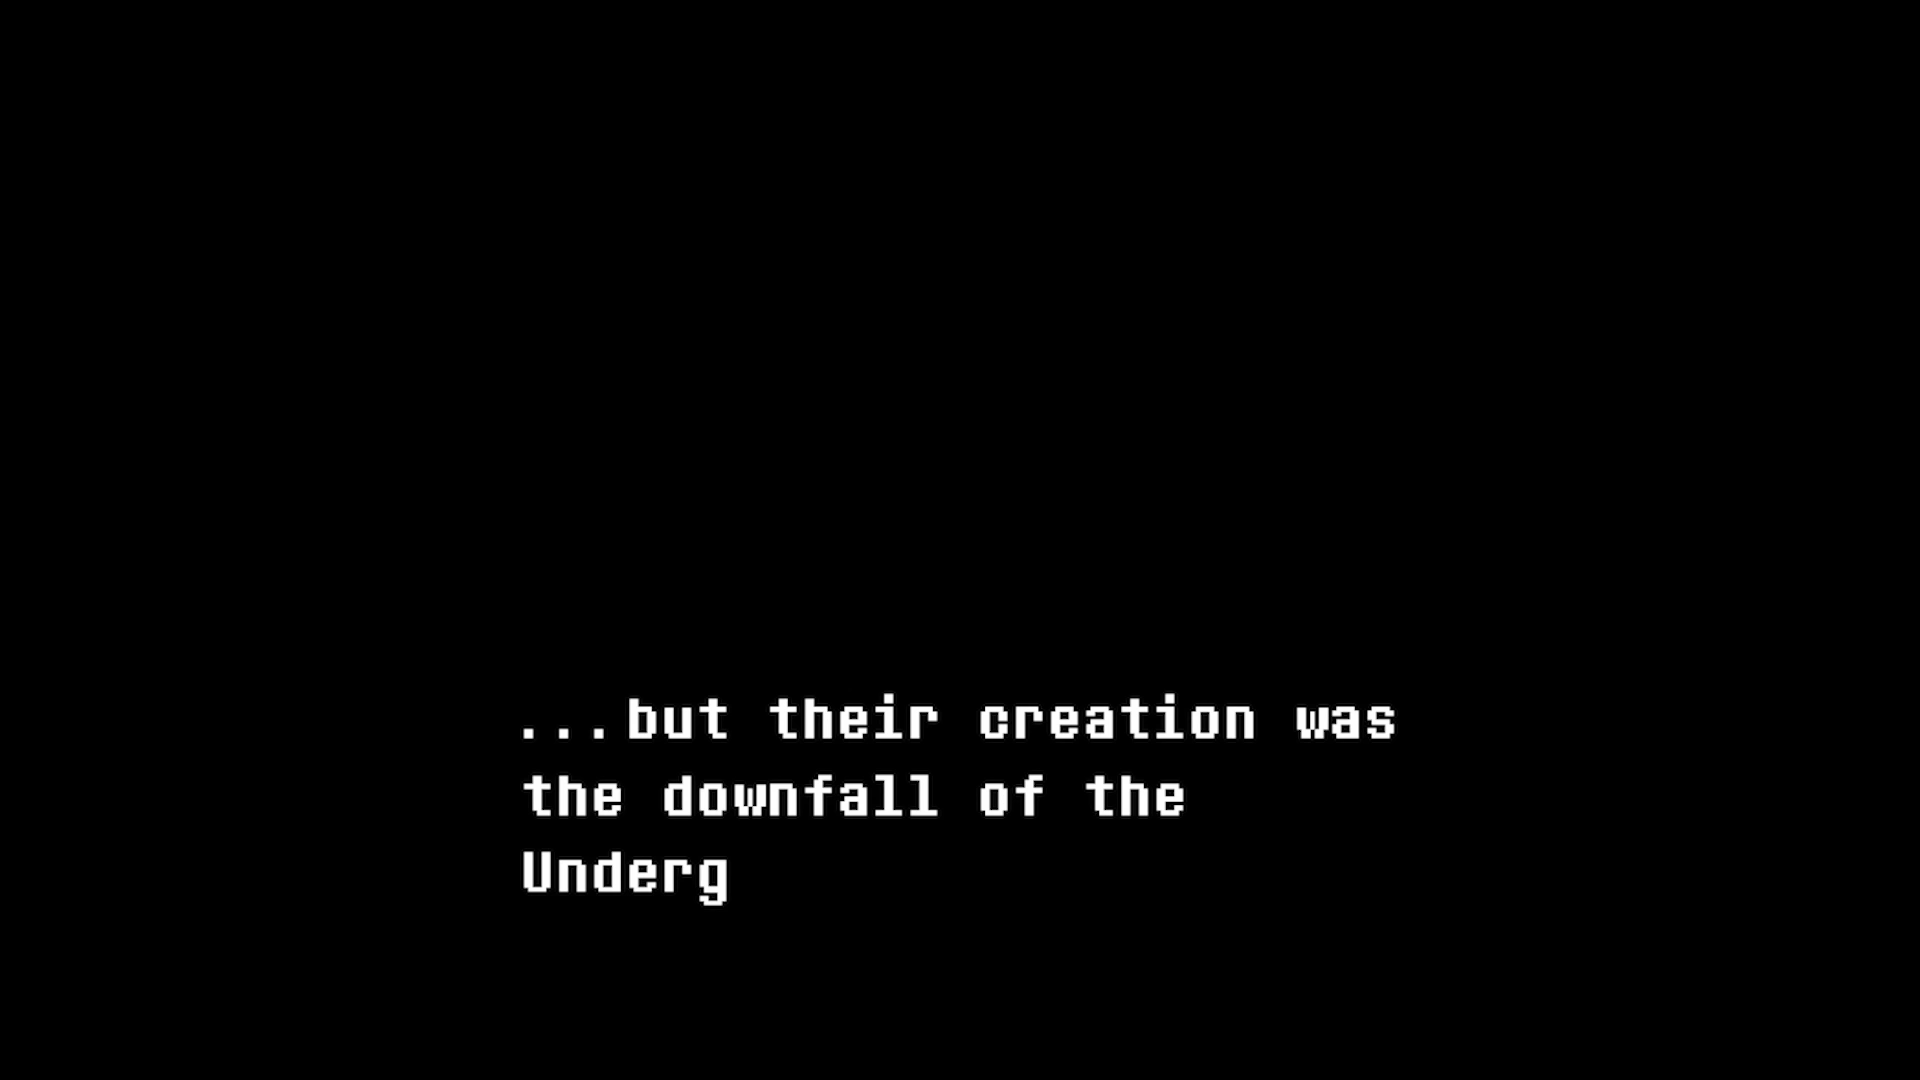 ...but their creation was
the downfall of the
Underg